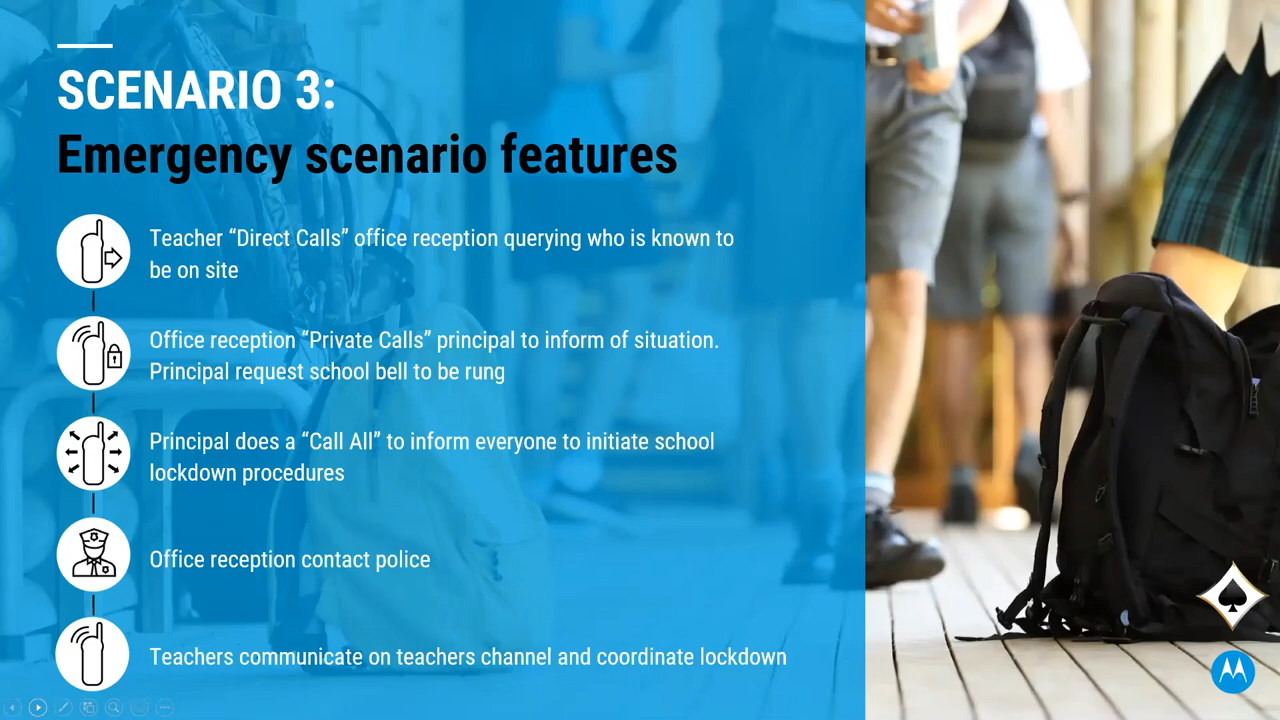 SCENARIO 3:
Emergency scenario features
Teacher “Direct Calls” office reception querying who is known to
be on site
Office reception “Private Calls” principal to inform of situation.
Principal request school bell to be rung
Principal does a “Call All” to inform everyone to initiate school
lockdown procedures
Office reception contact police
Teachers communicate on teachers channel and coordinate lockdown